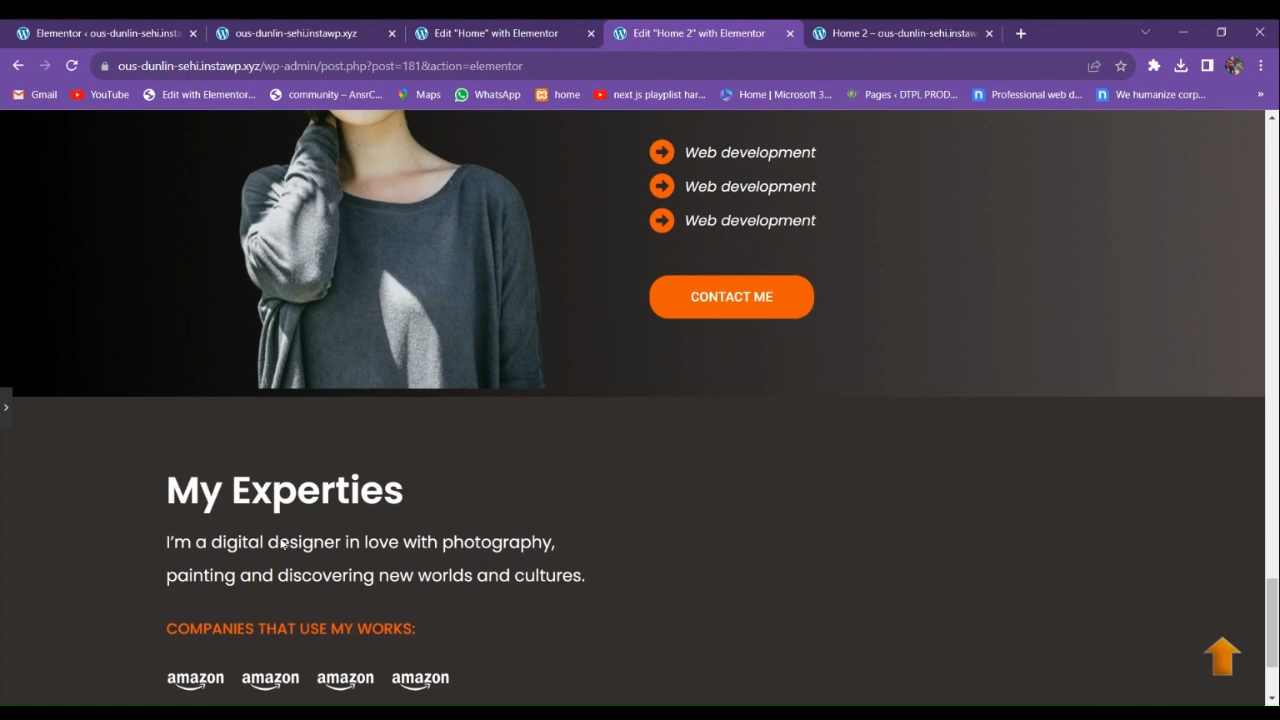 Elementor ‹ ous-dunlin-sehi.insta
ous-dunlin-sehi.instawp.xyz
Edit "Home" with Elementor
Edit "Home 2" with Elementor
Home 2 – ous-dunlin-sehi.instaw
ous-dunlin-sehi.instawp.xyz/wp-admin/post.php?post=181&action=elementor
Gmail
YouTube
Edit with Elementor...
community – AnsrC...
Maps
WhatsApp
home
next js playplist har...
Home | Microsoft 3...
Pages ‹ DTPL PROD...
Professional web d...
We humanize corp...
Web development
Web development
Web development
CONTACT ME
My Experties
I'm a digital designer in love with photography,
painting and discovering new worlds and cultures.
COMPANIES THAT USE MY WORKS:
amazon amazon amazon amazon